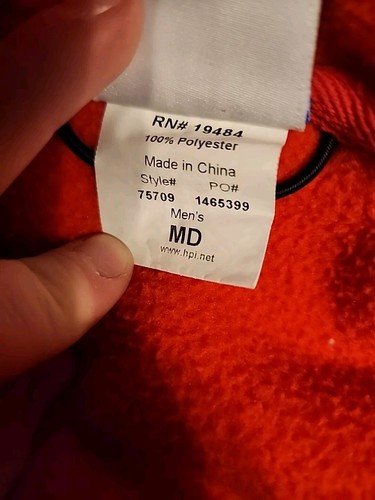 RN# 19484
100% Polyester
Made in China
Style# PO#
75709 1465399
Men's
MD
www.hpi.net